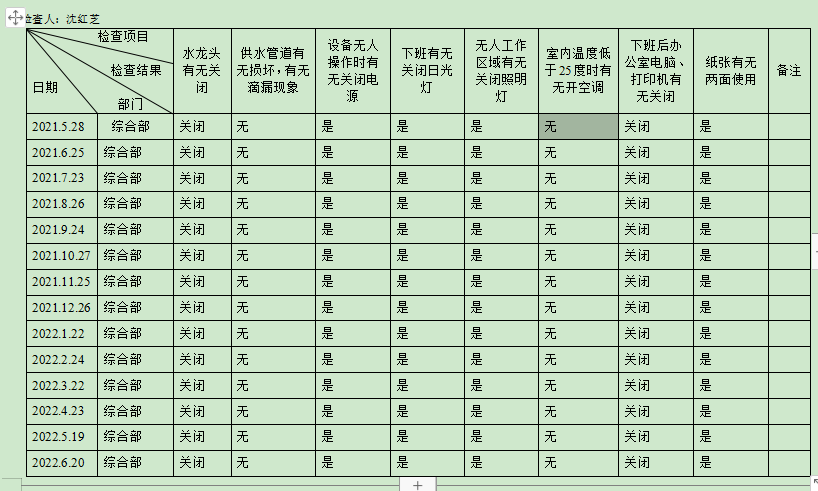 检查人：沈红芝
检查项目
检查结果
日期
部门
水龙头
有无关
闭
供水管道有
无损坏，有无
滴漏现象
设备无人
操作时有
无关闭电
源
下班有无
关闭日光
灯
无人工作
区域有无
关闭照明
灯
室内温度低
于 25 度时有
无开空调
下班后办
公室电脑、
打印机有
无关闭
纸张有无
两面使用
备注
2021.5.28 综合部 关闭 无 是 是 是 无 关闭 是
2021.6.25 综合部 关闭 无 是 是 是 无 关闭 是
2021.7.23 综合部 关闭 无 是 是 是 无 关闭 是
2021.8.26 综合部 关闭 无 是 是 是 无 关闭 是
2021.9.24 综合部 关闭 无 是 是 是 无 关闭 是
2021.10.27 综合部 关闭 无 是 是 是 无 关闭 是
2021.11.25 综合部 关闭 无 是 是 是 无 关闭 是
2021.12.26 综合部 关闭 无 是 是 是 无 关闭 是
2022.1.22 综合部 关闭 无 是 是 是 无 关闭 是
2022.2.24 综合部 关闭 无 是 是 是 无 关闭 是
2022.3.22 综合部 关闭 无 是 是 是 无 关闭 是
2022.4.23 综合部 关闭 无 是 是 是 无 关闭 是
2022.5.19 综合部 关闭 无 是 是 是 无 关闭 是
2022.6.20 综合部 关闭 无 是 是 是 无 关闭 是